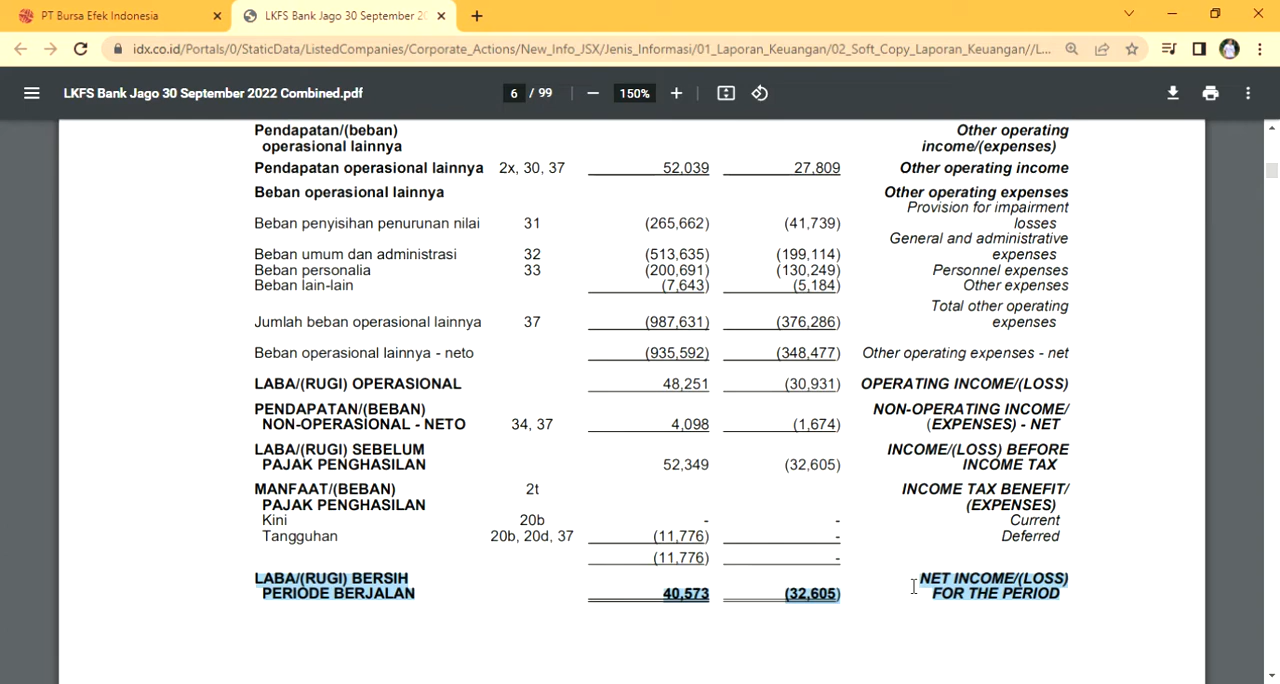 PT Bursa Efek Indonesia
LKFS Bank Jago 30 September 20
idx.co.id/Portals/0/StaticData/ListedCompanies/Corporate_Actions/New_Info_JSX/Jenis_Informasi/01_Laporan_Keuangan/02_Soft_Copy_Laporan_Keuangan//L...
LKFS Bank Jago 30 September 2022 Combined.pdf 6 / 99 150%
Pendapatan/(beban) Other operating
operasional lainnya income/(expenses)
Pendapatan operasional lainnya 2x, 30, 37 52,039 27,809 Other operating income
Beban operasional lainnya Other operating expenses
Provision for impairment
Beban penyisihan penurunan nilai 31 (265,662) (41,739) losses
General and administrative
Beban umum dan administrasi 32 (513,635) (199,114) expenses
Beban personalia 33 (200,691) (130,249) Personnel expenses
Beban lain-lain (7,643) (5,184) Other expenses
Total other operating
Jumlah beban operasional lainnya 37 (987,631) (376,286) expenses
Beban operasional lainnya - neto (935,592) (348,477) Other operating expenses - net
LABA/(RUGI) OPERASIONAL 48,251 (30,931) OPERATING INCOME/(LOSS)
PENDAPATAN/(BEBAN) NON-OPERATING INCOME/
NON-OPERASIONAL - NETO 34, 37 4,098 (1,674) (EXPENSES) - NET
LABA/(RUGI) SEBELUM INCOME/(LOSS) BEFORE
PAJAK PENGHASILAN 52,349 (32,605) INCOME TAX
MANFAAT/(BEBAN) 2t INCOME TAX BENEFIT/
PAJAK PENGHASILAN (EXPENSES)
Kini 20b - - Current
Tangguhan 20b, 20d, 37 (11,776) - Deferred
(11,776) -
LABA/(RUGI) BERSIH NET INCOME/(LOSS)
PERIODE BERJALAN 40,573 (32,605) FOR THE PERIOD